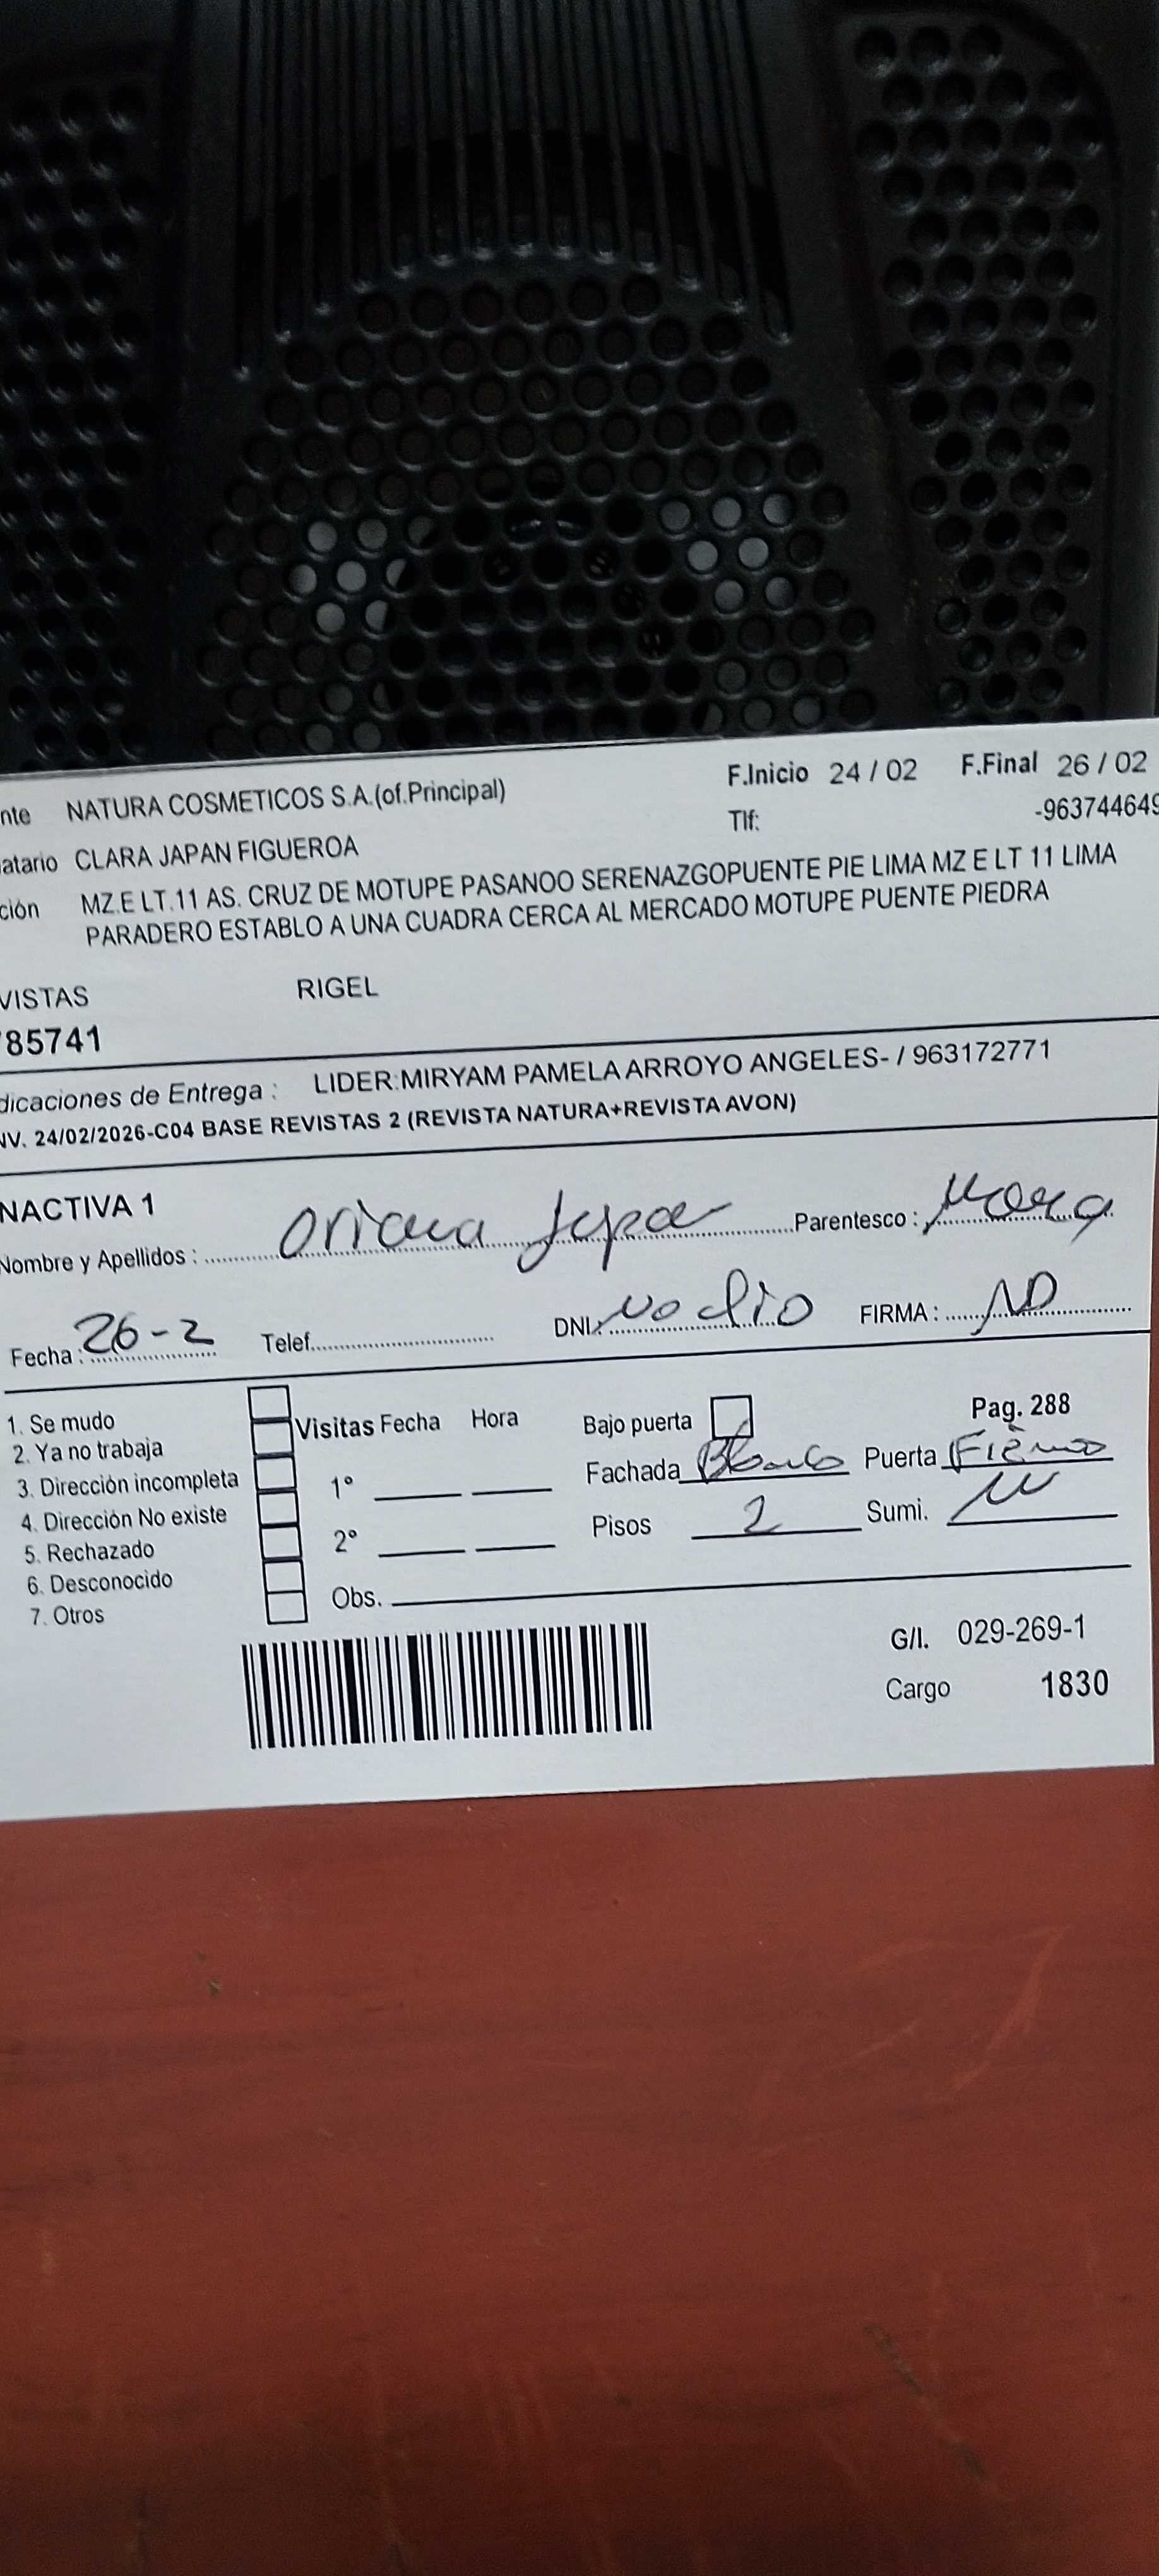 nte NATURA COSMETICOS S.A.(of.Principal) F.Inicio 24 / 02 F.Final 26 / 02
Tlf: -963744649
atario CLARA JAPAN FIGUEROA
ción MZ.E LT.11 AS. CRUZ DE MOTUPE PASANOO SERENAZGOPUENTE PIE LIMA MZ E LT 11 LIMA
PARADERO ESTABLO A UNA CUADRA CERCA AL MERCADO MOTUPE PUENTE PIEDRA
VISTAS RIGEL
785741
dicaciones de Entrega : LIDER:MIRYAM PAMELA ARROYO ANGELES- / 963172771
NV. 24/02/2026-C04 BASE REVISTAS 2 (REVISTA NATURA+REVISTA AVON)
NACTIVA 1
Nombre y Apellidos : Oriana Parentesco :
Fecha : 26-2 Telef. DNI: no dio FIRMA :
1. Se mudo
2. Ya no trabaja
3. Dirección incompleta
4. Dirección No existe
5. Rechazado
6. Desconocido
7. Otros
Visitas Fecha Hora
1°
2°
Obs.
Bajo puerta Pag. 288
Fachada Blanco Puerta Fierro
Pisos 2 Sumi.
G/I. 029-269-1
Cargo 1830